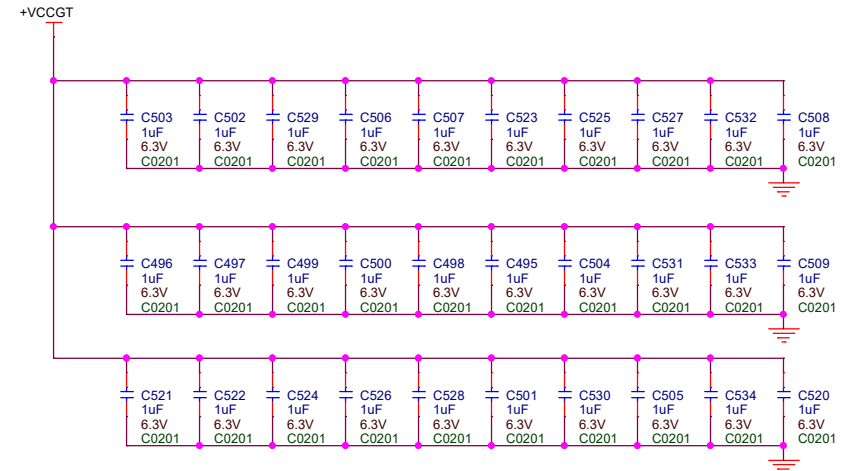 +VCCGT
C503 C502 C529 C506 C507 C523 C525 C527 C532 C508
1uF 1uF 1uF 1uF 1uF 1uF 1uF 1uF 1uF 1uF
6.3V 6.3V 6.3V 6.3V 6.3V 6.3V 6.3V 6.3V 6.3V 6.3V
C0201 C0201 C0201 C0201 C0201 C0201 C0201 C0201 C0201 C0201
C496 C497 C499 C500 C498 C495 C504 C531 C533 C509
1uF 1uF 1uF 1uF 1uF 1uF 1uF 1uF 1uF 1uF
6.3V 6.3V 6.3V 6.3V 6.3V 6.3V 6.3V 6.3V 6.3V 6.3V
C0201 C0201 C0201 C0201 C0201 C0201 C0201 C0201 C0201 C0201
C521 C522 C524 C526 C528 C501 C530 C505 C534 C520
1uF 1uF 1uF 1uF 1uF 1uF 1uF 1uF 1uF 1uF
6.3V 6.3V 6.3V 6.3V 6.3V 6.3V 6.3V 6.3V 6.3V 6.3V
C0201 C0201 C0201 C0201 C0201 C0201 C0201 C0201 C0201 C0201